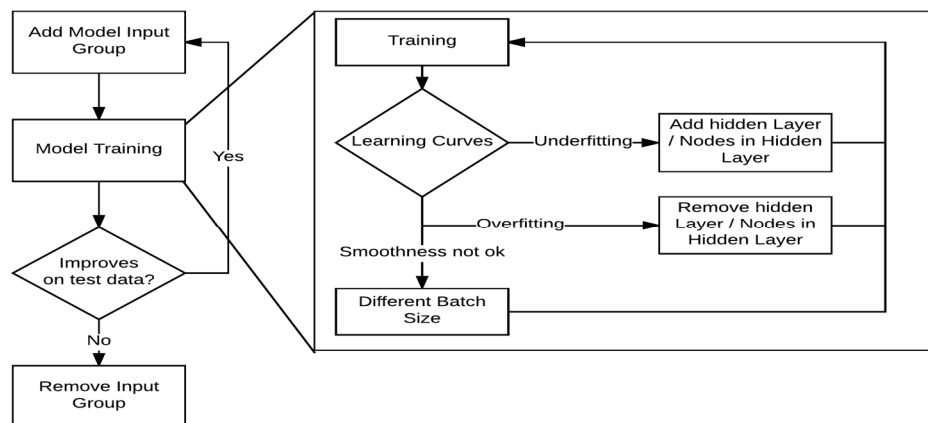 Add Model Input
Group
Model Training
Yes
Improves
on test data?
No
Remove Input
Group
Training
Learning Curves
Underfitting
Add hidden Layer
/ Nodes in Hidden
Layer
Overfitting
Remove hidden
Layer / Nodes in
Hidden Layer
Smoothness not ok
Different Batch
Size